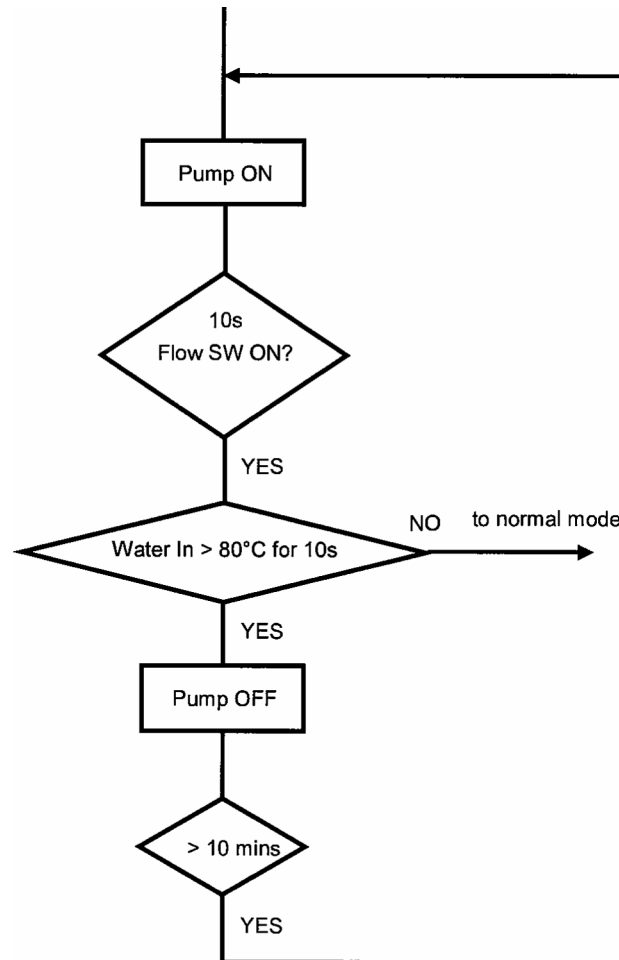 Pump ON
10s
Flow SW ON?
YES
Water In > 80°C for 10s
NO
to normal mode
YES
Pump OFF
> 10 mins
YES